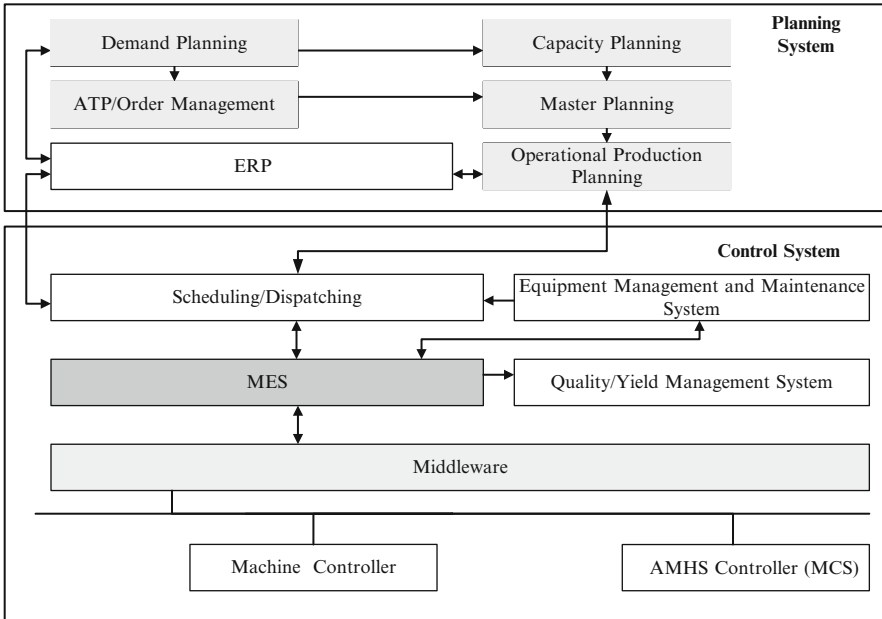 Planning
System
Demand Planning
Capacity Planning
ATP/Order Management
Master Planning
ERP
Operational Production
Planning
Control System
Scheduling/Dispatching
Equipment Management and Maintenance
System
MES
Quality/Yield Management System
Middleware
Machine Controller
AMHS Controller (MCS)